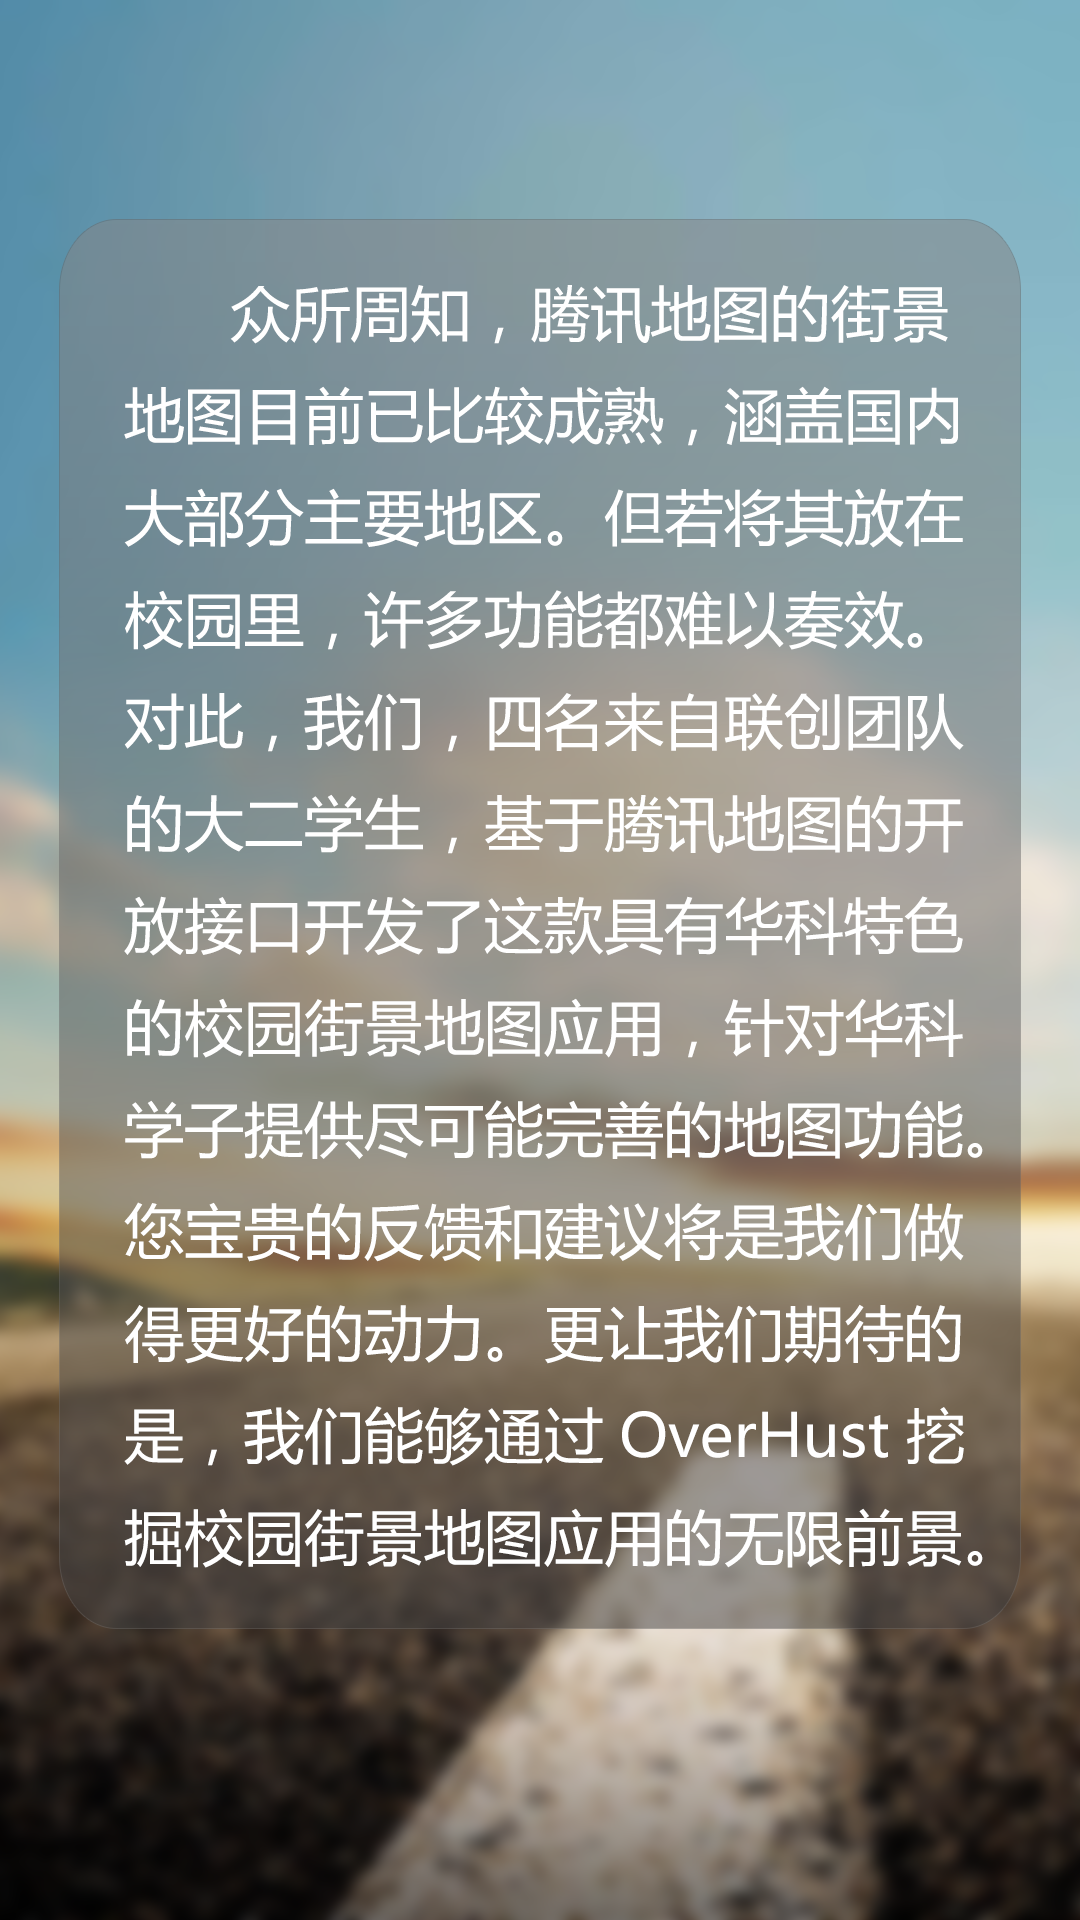 众所周知，腾讯地图的街景
地图目前已比较成熟，涵盖国内
大部分主要地区。但若将其放在
校园里，许多功能都难以奏效。
对此，我们，四名来自联创团队
的大二学生，基于腾讯地图的开
放接口开发了这款具有华科特色
的校园街景地图应用，针对华科
学子提供尽可能完善的地图功能。
您宝贵的反馈和建议将是我们做
得更好的动力。更让我们期待的
是，我们能够通过 OverHust 挖
掘校园街景地图应用的无限前景。